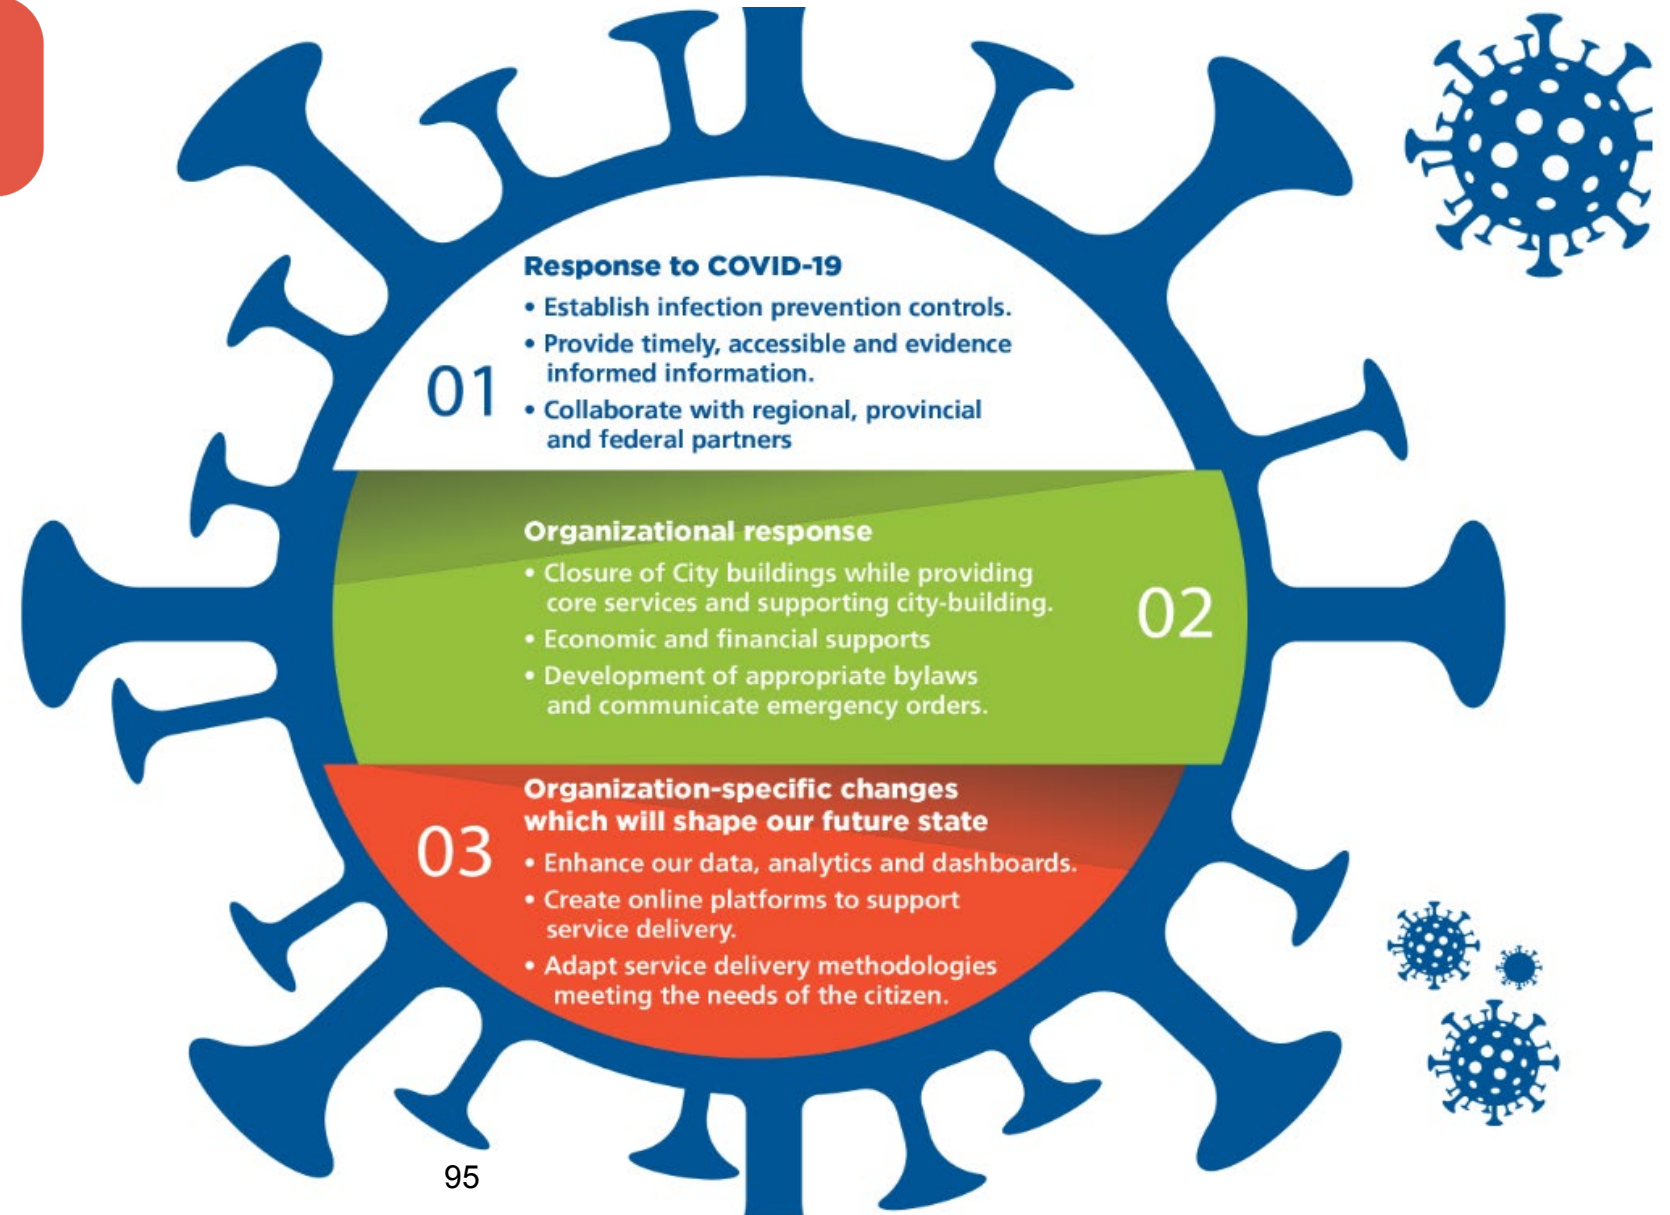 Response to COVID-19
• Establish infection prevention controls.
• Provide timely, accessible and evidence
informed information.
01
• Collaborate with regional, provincial
and federal partners
Organizational response
• Closure of City buildings while providing
core services and supporting city-building.
02
• Economic and financial supports
• Development of appropriate bylaws
and communicate emergency orders.
Organization-specific changes
which will shape our future state
03
• Enhance our data, analytics and dashboards.
• Create online platforms to support
service delivery.
• Adapt service delivery methodologies
meeting the needs of the citizen.
95